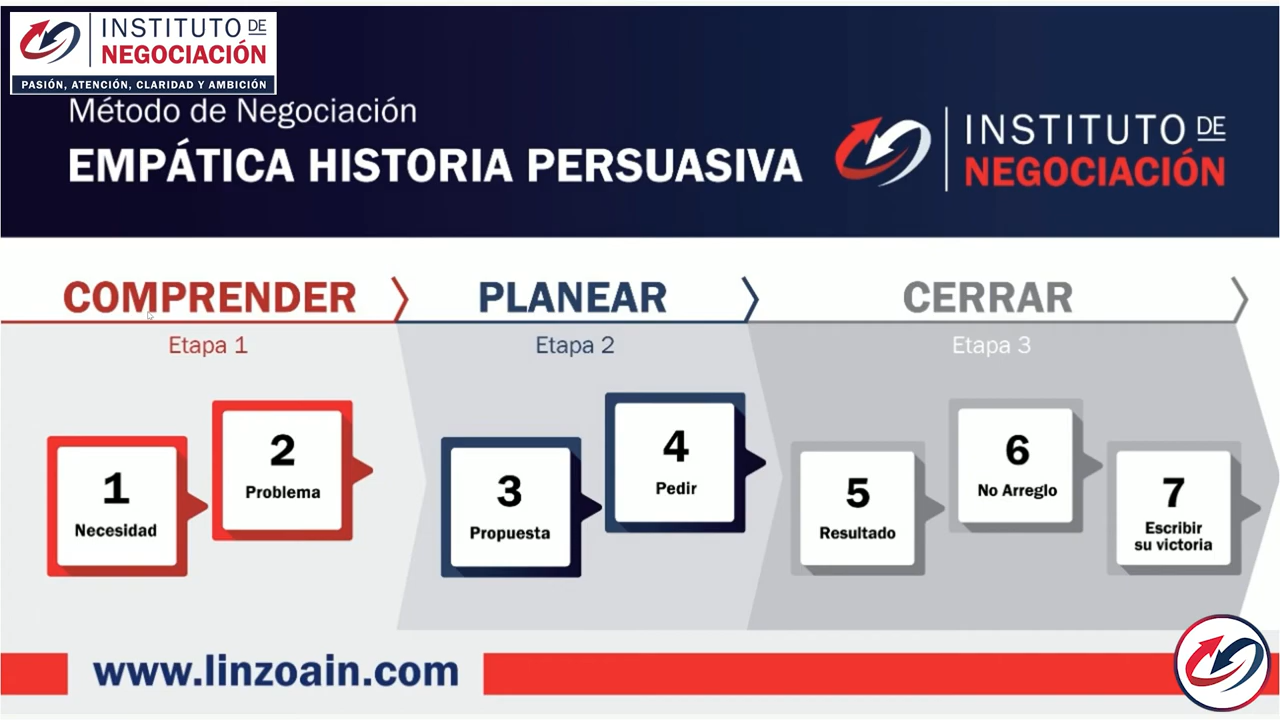 INSTITUTO DE
NEGOCIACIÓN
PASIÓN, ATENCIÓN, CLARIDAD Y AMBICIÓN
Método de Negociación
EMPÁTICA HISTORIA PERSUASIVA
INSTITUTO DE
NEGOCIACIÓN
COMPRENDER
PLANEAR
CERRAR
Etapa 1
Etapa 2
Etapa 3
1
Necesidad
2
Problema
3
Propuesta
4
Pedir
5
Resultado
6
No Arreglo
7
Escribir
su victoria
www.linzoain.com